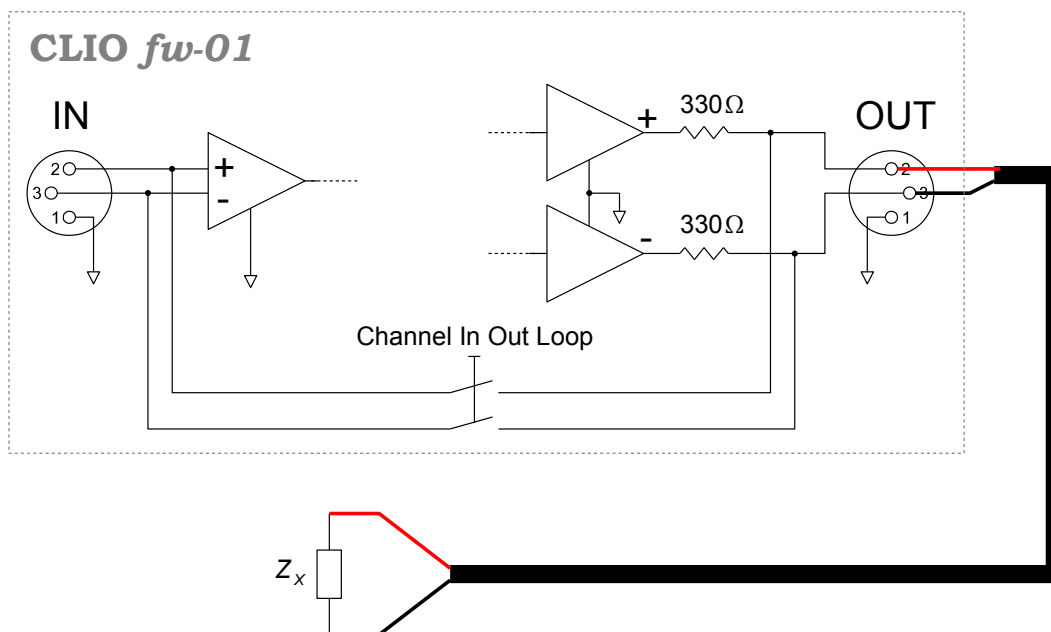 CLIO fw-01
IN
OUT
330Ω
+
2
3
1
+
-
2
3
1
330Ω
-
Channel In Out Loop
Zx